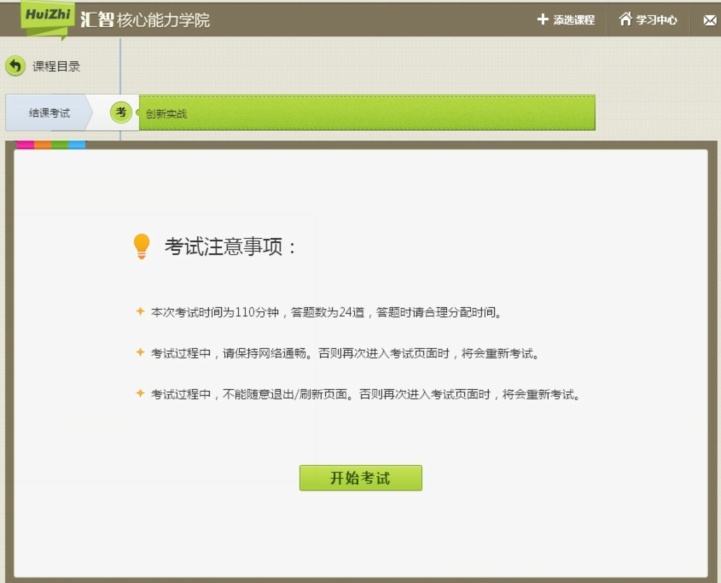 HuiZhi 汇智核心能力学院 添选课程 学习中心
课程目录
结课考试 考 创新实战
考试注意事项：
本次考试时间为110分钟，答题数为24道，答题时请合理分配时间。
考试过程中，请保持网络通畅。否则再次进入考试页面时，将会重新考试。
考试过程中，不能随意退出/刷新页面。否则再次进入考试页面时，将会重新考试。
开始考试